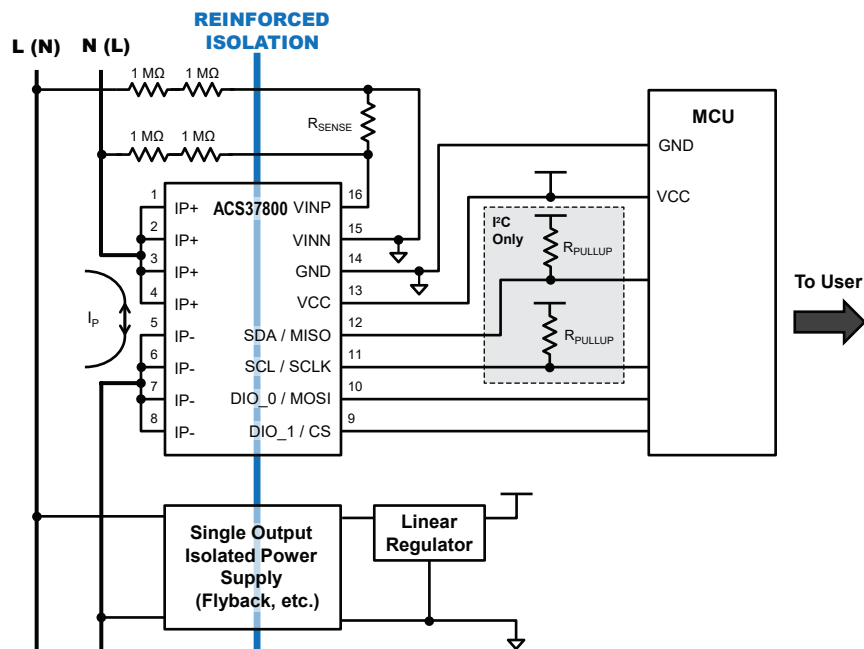 REINFORCED
ISOLATION
L (N)
N (L)
1 MΩ
1 MΩ
RSENSE
1 MΩ
1 MΩ
MCU
GND
VCC
ACS37800
1
IP+
VINP
16
2
IP+
VINN
15
3
IP+
GND
14
4
IP+
VCC
13
5
IP-
SDA / MISO
12
6
IP-
SCL / SCLK
11
7
IP-
DIO_0 / MOSI
10
8
IP-
DIO_1 / CS
9
IP
I²C
Only
RPULLUP
RPULLUP
To User
Single Output
Isolated Power
Supply
(Flyback, etc.)
Linear
Regulator